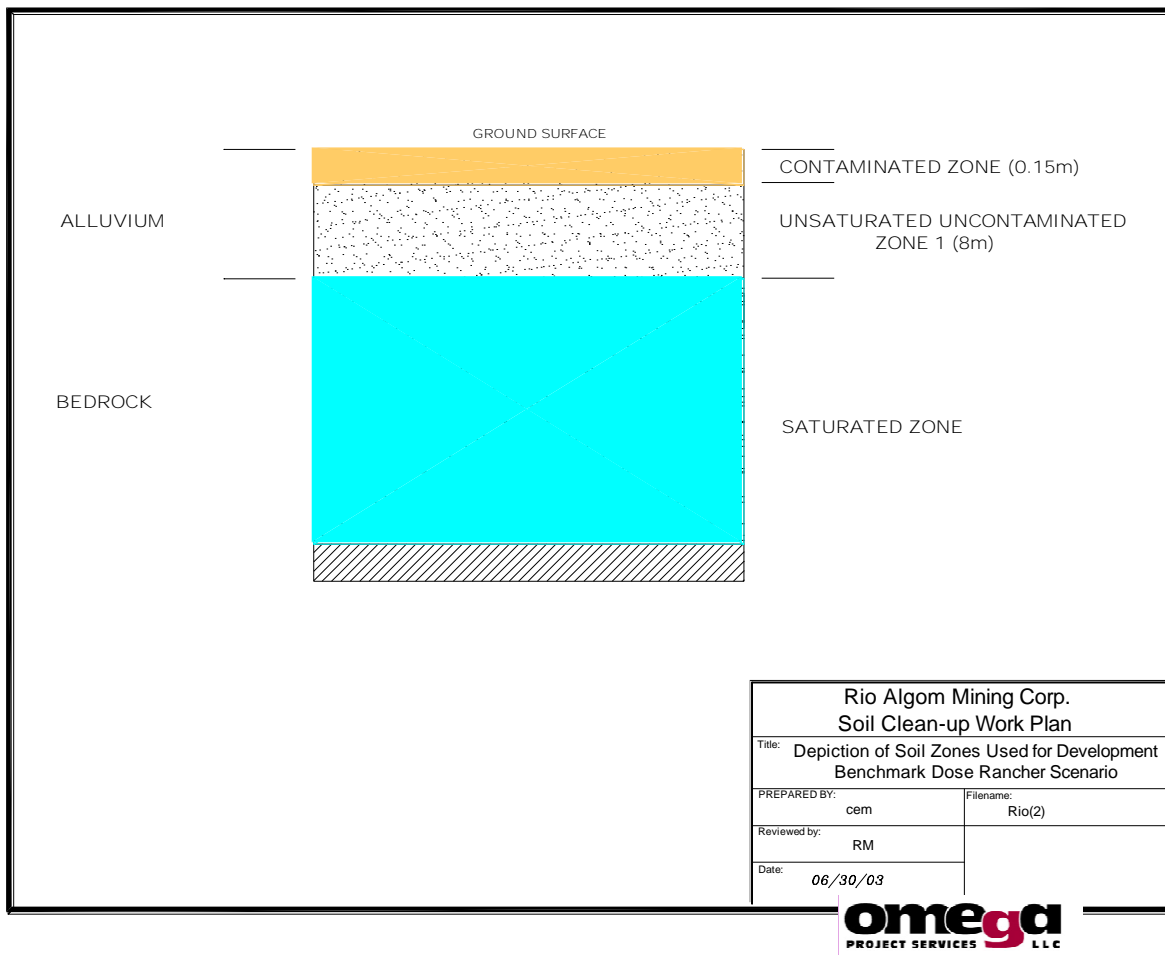 GROUND SURFACE
CONTAMINATED ZONE (0.15m)
ALLUVIUM
UNSATURATED UNCONTAMINATED
ZONE 1 (8m)
BEDROCK
SATURATED ZONE
Rio Algom Mining Corp.
Soil Clean-up Work Plan
Title: Depiction of Soil Zones Used for Development
Benchmark Dose Rancher Scenario
PREPARED BY:
cem
Filename:
Rio(2)
Reviewed by:
RM
Date: 06/30/03
omega
PROJECT SERVICES LLC